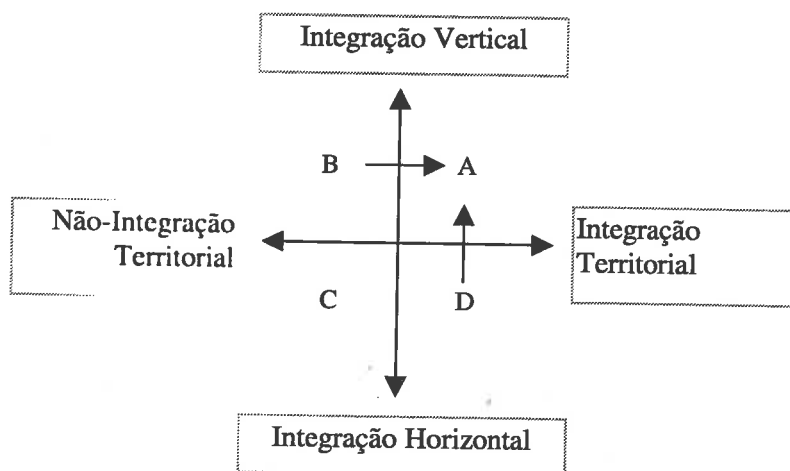 Integração Vertical
B
A
Não-Integração
Territorial
Integração
Territorial
C
D
Integração Horizontal